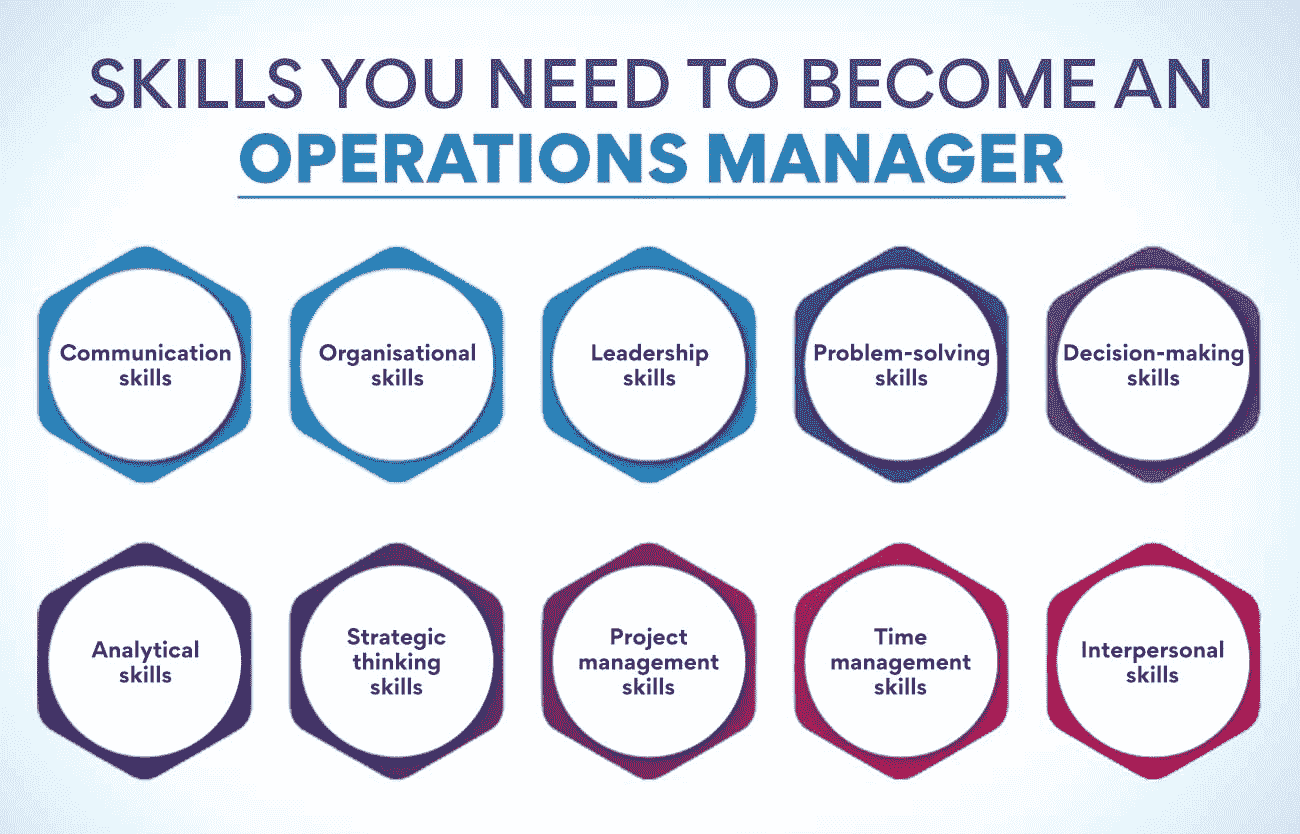 SKILLS YOU NEED TO BECOME AN
OPERATIONS MANAGER
Communication
skills
Organisational
skills
Leadership
skills
Problem-solving
skills
Decision-making
skills
Analytical
skills
Strategic
thinking
skills
Project
management
skills
Time
management
skills
Interpersonal
skills